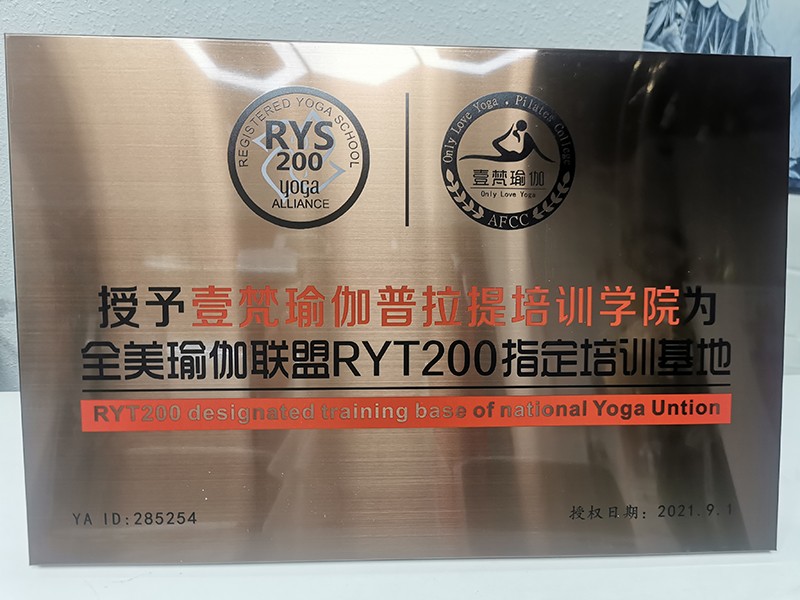 REGISTERED YOGA SCHOOL
RYS
200
yoga
ALLIANCE
Only Love Yoga . Pilates College
壹梵瑜伽
Only Love Yoga
AFCC
授予壹梵瑜伽普拉提培训学院为
全美瑜伽联盟RYT200指定培训基地
RYT200 designated training base of national Yoga Untion
YA ID:285254
授权日期: 2021.9.1